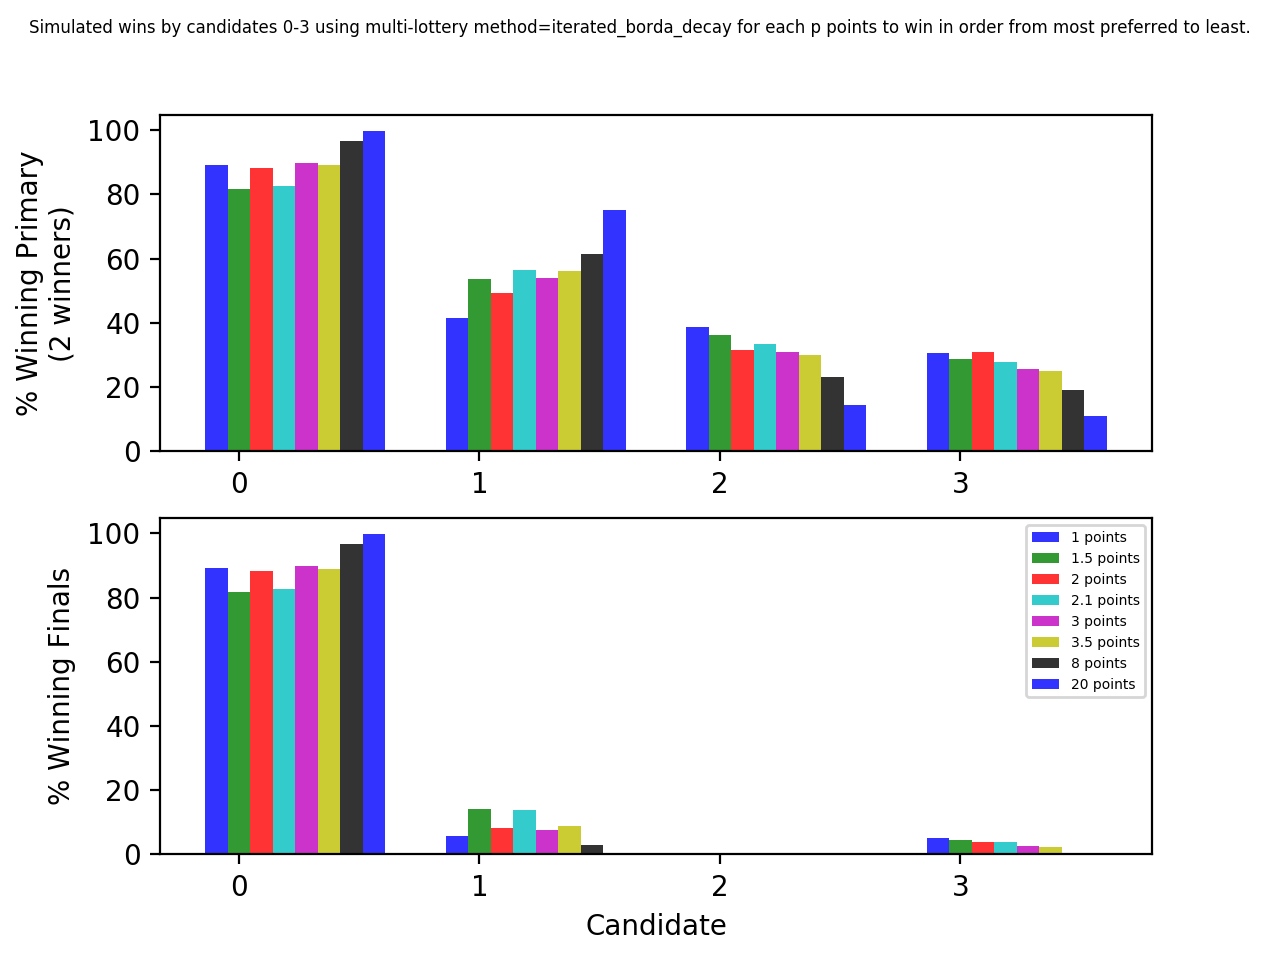 Simulated wins by candidates 0-3 using multi-lottery method=iterated_borda_decay for each p points to win in order from most preferred to least.
% Winning Primary
(2 winners)
100
80
60
40
20
0
0 1 2 3
% Winning Finals
100
80
60
40
20
0
1 points
1.5 points
2 points
2.1 points
3 points
3.5 points
8 points
20 points
0 1 2 3
Candidate